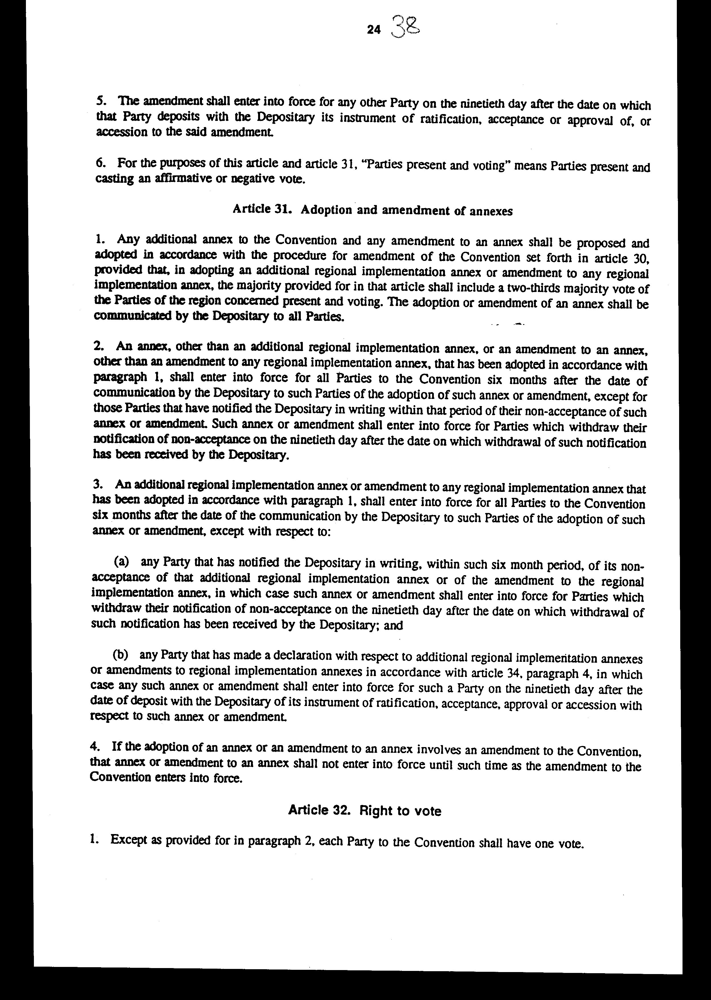 24 38
5. The amendment shall enter into force for any other Party on the ninetieth day after the date on which
that Party deposits with the Depositary its instrument of ratification, acceptance or approval of, or
accession to the said amendment.
6. For the purposes of this article and article 31, “Parties present and voting” means Parties present and
casting an affirmative or negative vote.
Article 31. Adoption and amendment of annexes
1. Any additional annex to the Convention and any amendment to an annex shall be proposed and
adopted in accordance with the procedure for amendment of the Convention set forth in article 30,
provided that, in adopting an additional regional implementation annex or amendment to any regional
implementation annex, the majority provided for in that article shall include a two-thirds majority vote of
the Parties of the region concerned present and voting. The adoption or amendment of an annex shall be
communicated by the Depositary to all Parties.
2. An annex, other than an additional regional implementation annex, or an amendment to an annex,
other than an amendment to any regional implementation annex, that has been adopted in accordance with
paragraph 1, shall enter into force for all Parties to the Convention six months after the date of
communication by the Depositary to such Parties of the adoption of such annex or amendment, except for
those Parties that have notified the Depositary in writing within that period of their non-acceptance of such
annex or amendment. Such annex or amendment shall enter into force for Parties which withdraw their
notification of non-acceptance on the ninetieth day after the date on which withdrawal of such notification
has been received by the Depositary.
3. An additional regional implementation annex or amendment to any regional implementation annex that
has been adopted in accordance with paragraph 1, shall enter into force for all Parties to the Convention
six months after the date of the communication by the Depositary to such Parties of the adoption of such
annex or amendment, except with respect to:
(a) any Party that has notified the Depositary in writing, within such six month period, of its non-
acceptance of that additional regional implementation annex or of the amendment to the regional
implementation annex, in which case such annex or amendment shall enter into force for Parties which
withdraw their notification of non-acceptance on the ninetieth day after the date on which withdrawal of
such notification has been received by the Depositary; and
(b) any Party that has made a declaration with respect to additional regional implementation annexes
or amendments to regional implementation annexes in accordance with article 34, paragraph 4, in which
case any such annex or amendment shall enter into force for such a Party on the ninetieth day after the
date of deposit with the Depositary of its instrument of ratification, acceptance, approval or accession with
respect to such annex or amendment.
4. If the adoption of an annex or an amendment to an annex involves an amendment to the Convention,
that annex or amendment to an annex shall not enter into force until such time as the amendment to the
Convention enters into force.
Article 32. Right to vote
1. Except as provided for in paragraph 2, each Party to the Convention shall have one vote.